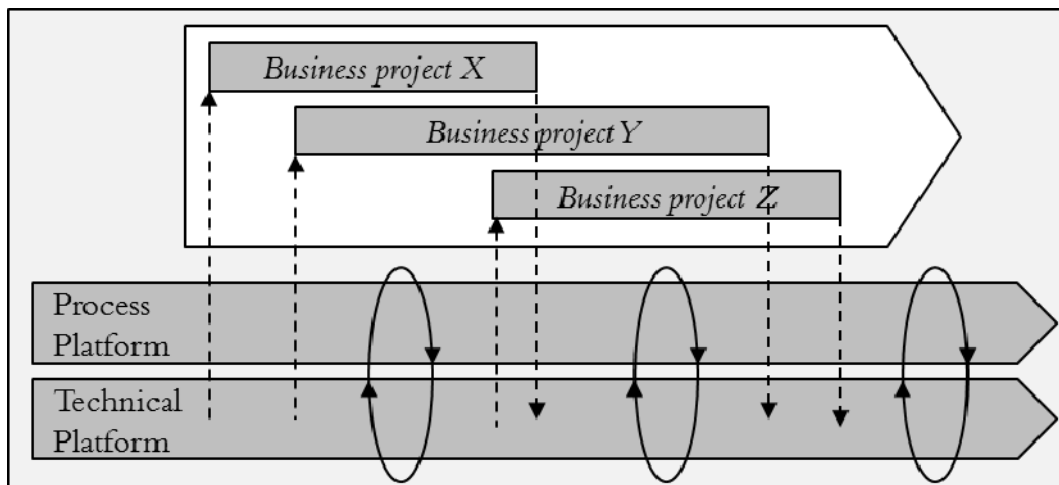 Business project X
Business project Y
Business project Z
Process
Platform
Technical
Platform